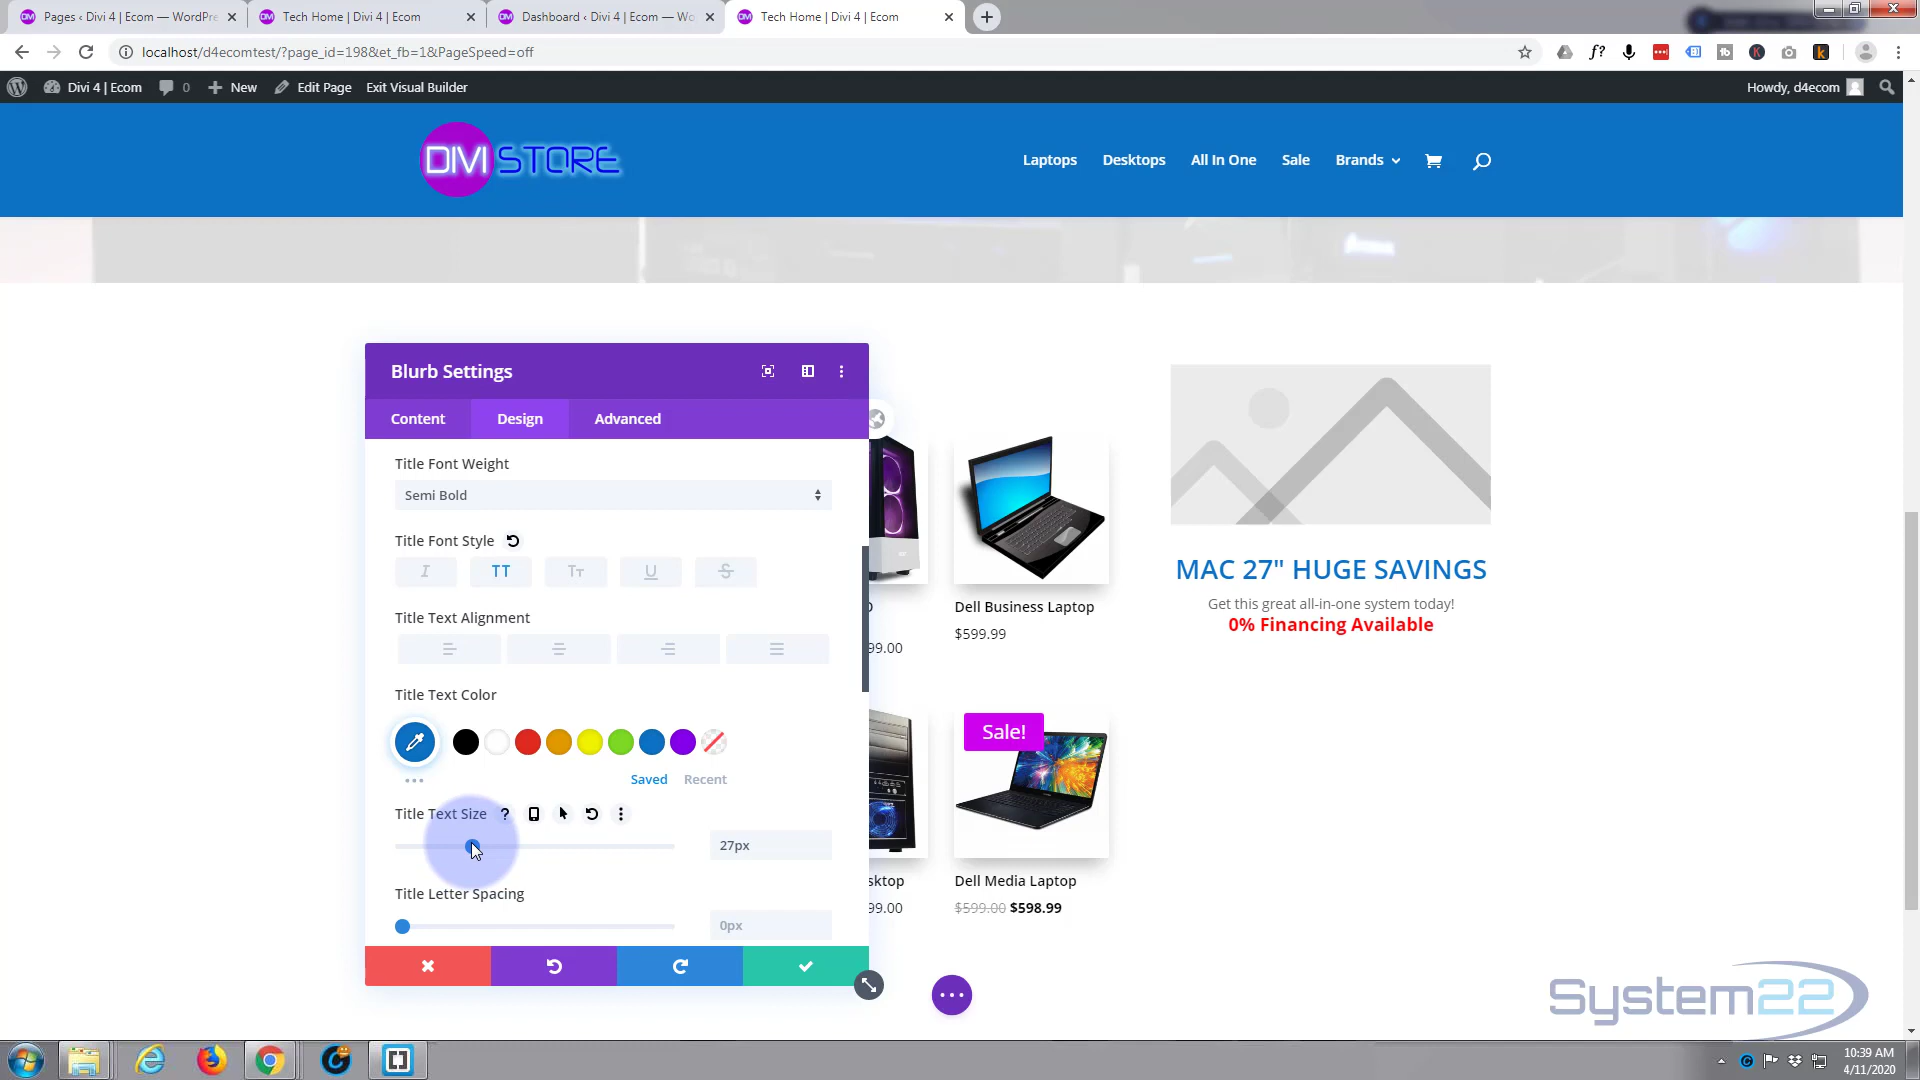 Pages ‹ Divi 4 | Ecom — WordPre
Tech Home | Divi 4 | Ecom
Dashboard ‹ Divi 4 | Ecom — Wo
Tech Home | Divi 4 | Ecom
localhost/d4ecomtest/?page_id=198&et_fb=1&PageSpeed=off
Divi 4 | Ecom
0
New
Edit Page
Exit Visual Builder
Howdy, d4ecom
DIVI STORE
Laptops
Desktops
All In One
Sale
Brands
Blurb Settings
Content
Design
Advanced
Title Font Weight
Semi Bold
Title Font Style
I TT Tт U S
Title Text Alignment
Title Text Color
Saved
Recent
Title Text Size
27px
Title Letter Spacing
0px
99.00
Dell Business Laptop
$599.99
MAC 27" HUGE SAVINGS
Get this great all-in-one system today!
0% Financing Available
Sale!
sktop
99.00
Dell Media Laptop
$599.00 $598.99
System22
10:39 AM
4/11/2020